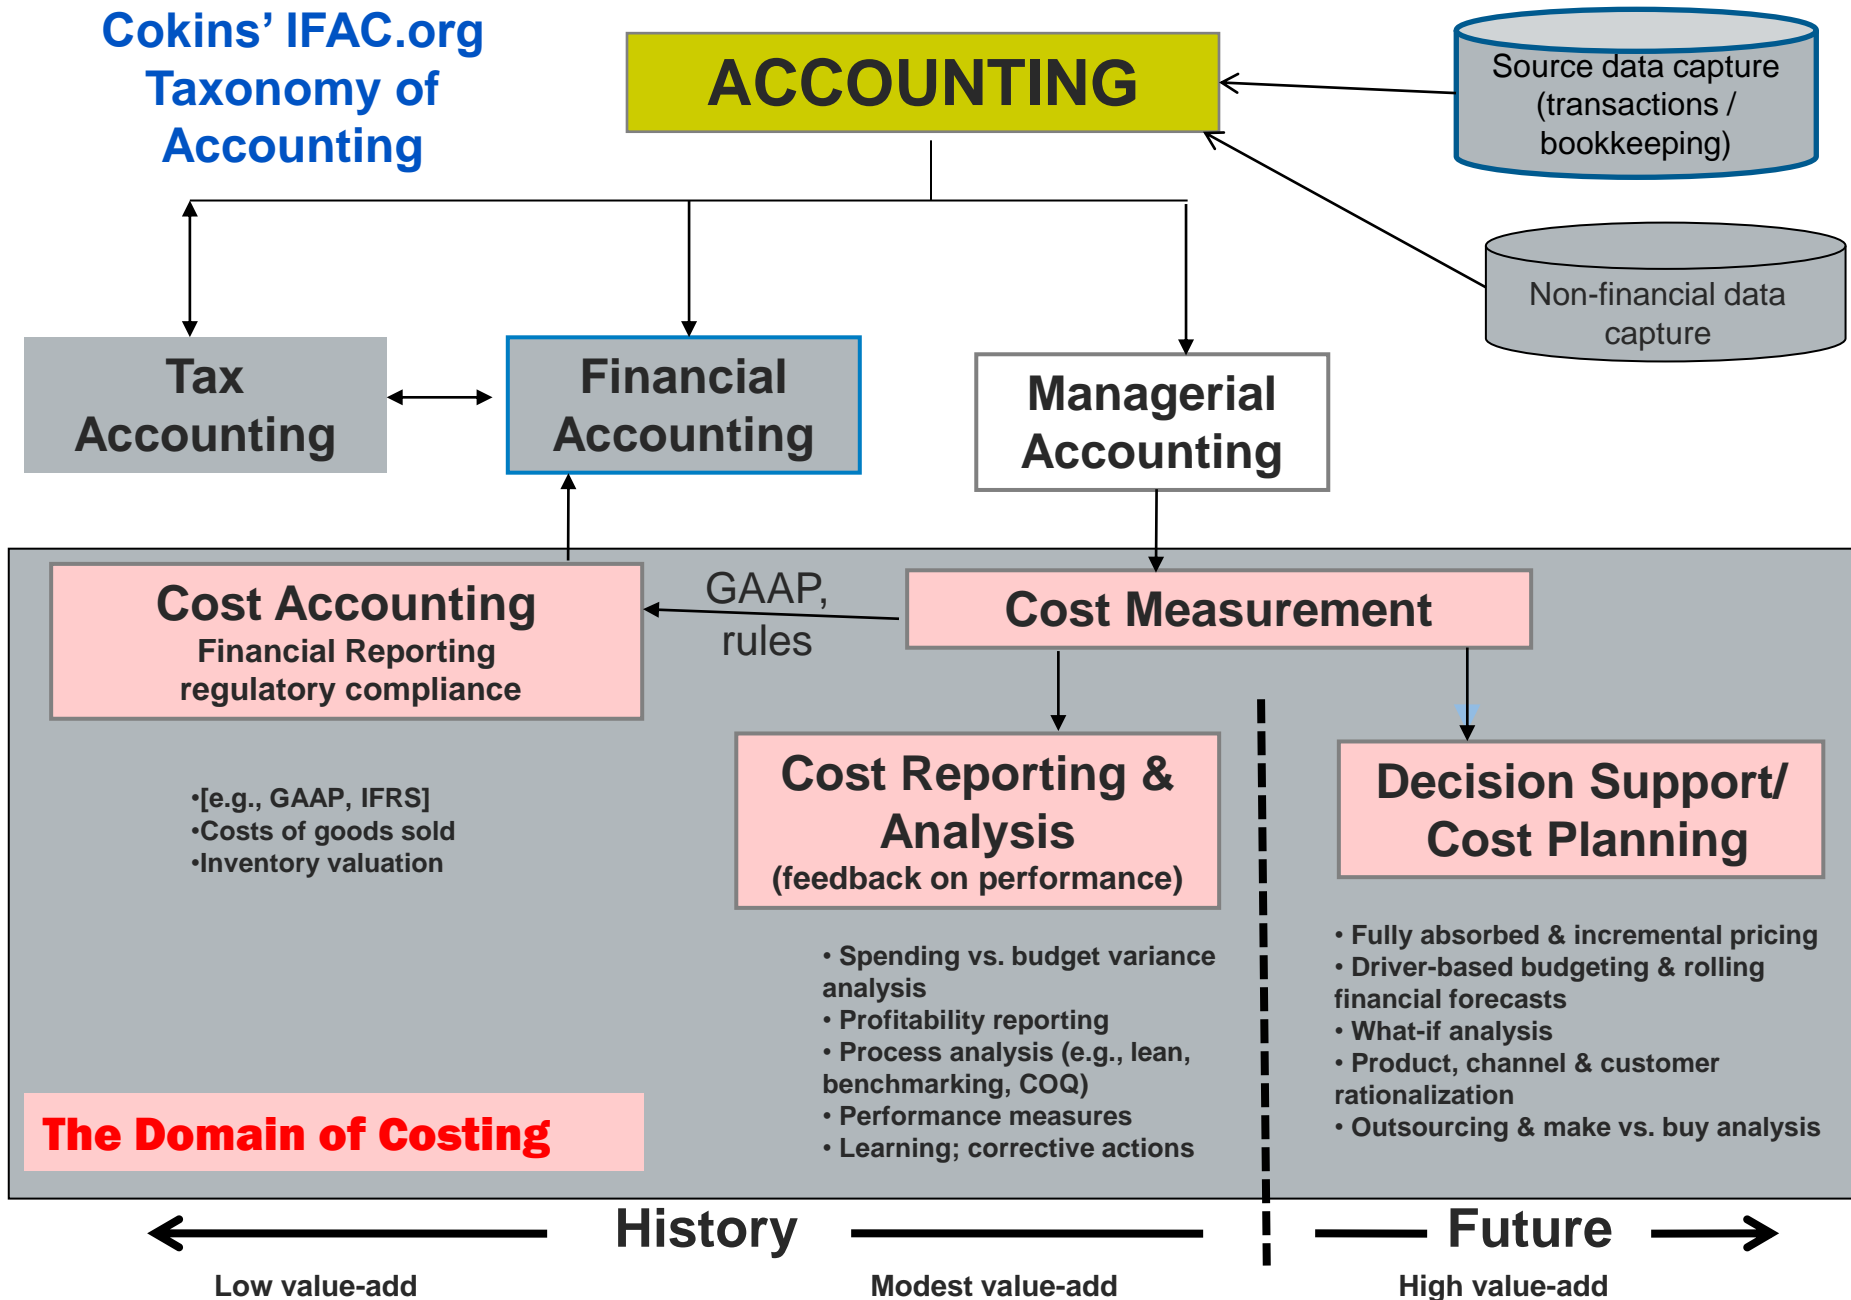 Cokins’ IFAC.org
Taxonomy of
Accounting
ACCOUNTING
Source data capture
(transactions /
bookkeeping)
Non-financial data
capture
Tax
Accounting
Financial
Accounting
Managerial
Accounting
Cost Accounting
Financial Reporting
regulatory compliance
GAAP,
rules
Cost Measurement
•[e.g., GAAP, IFRS]
•Costs of goods sold
•Inventory valuation
Cost Reporting &
Analysis
(feedback on performance)
Decision Support/
Cost Planning
• Spending vs. budget variance
analysis
• Profitability reporting
• Process analysis (e.g., lean,
benchmarking, COQ)
• Performance measures
• Learning; corrective actions
• Fully absorbed & incremental pricing
• Driver-based budgeting & rolling
financial forecasts
• What-if analysis
• Product, channel & customer
rationalization
• Outsourcing & make vs. buy analysis
The Domain of Costing
History
Future
Low value-add
Modest value-add
High value-add